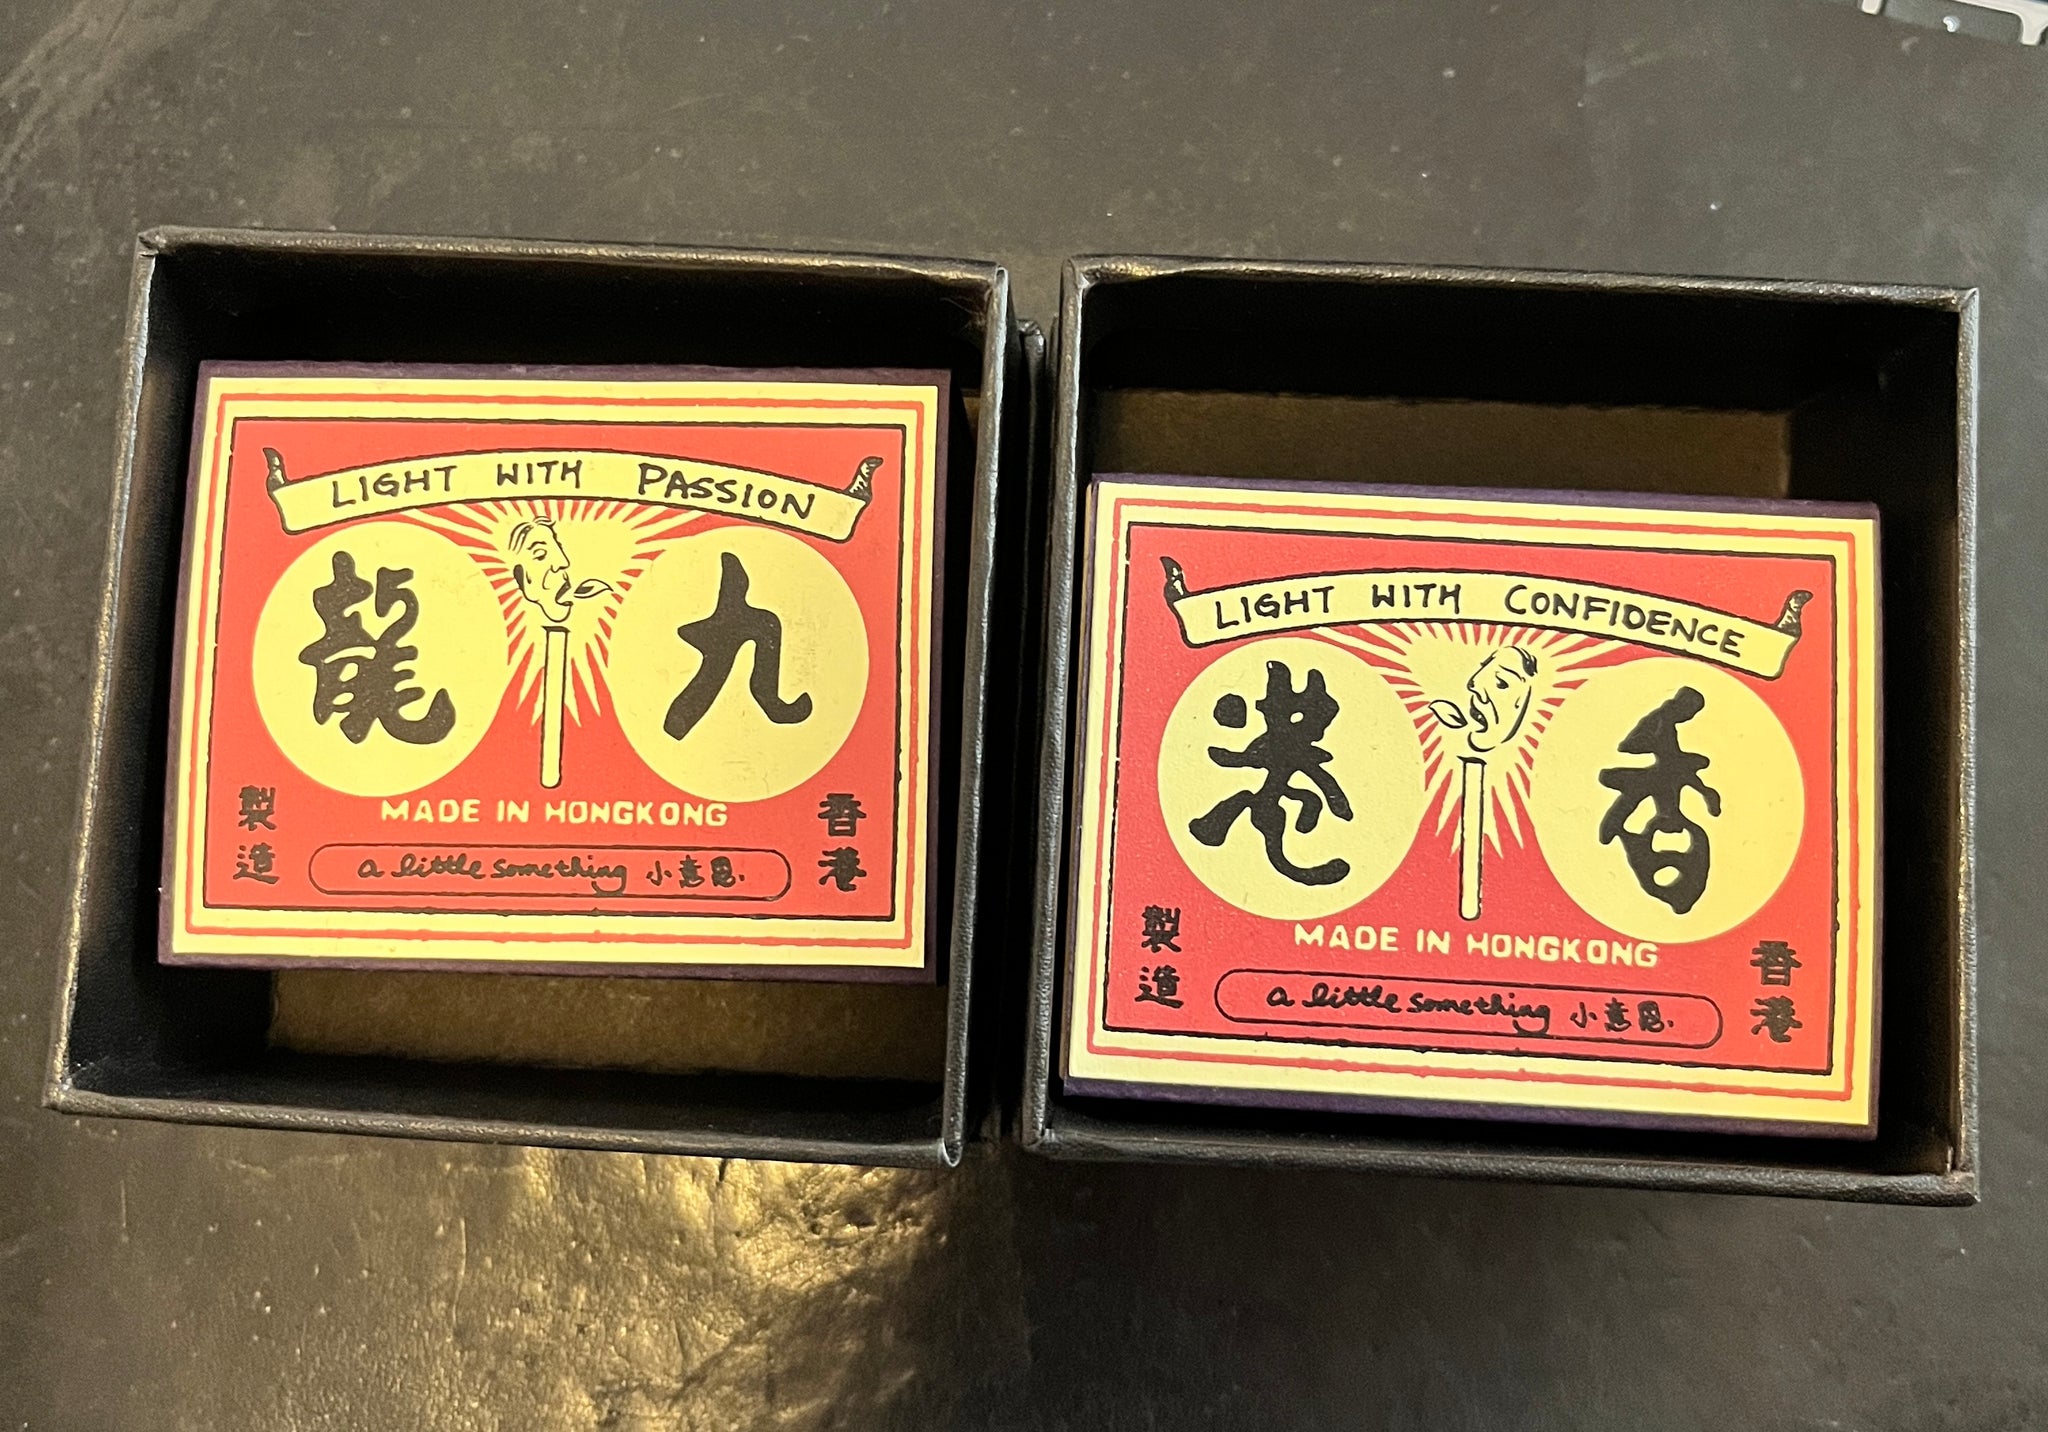 LIGHT WITH PASSION
龍 九
MADE IN HONGKONG
製造
a little something 小意思.
香港
LIGHT WITH CONFIDENCE
港 香
MADE IN HONGKONG
製造
a little something 小意思.
香港